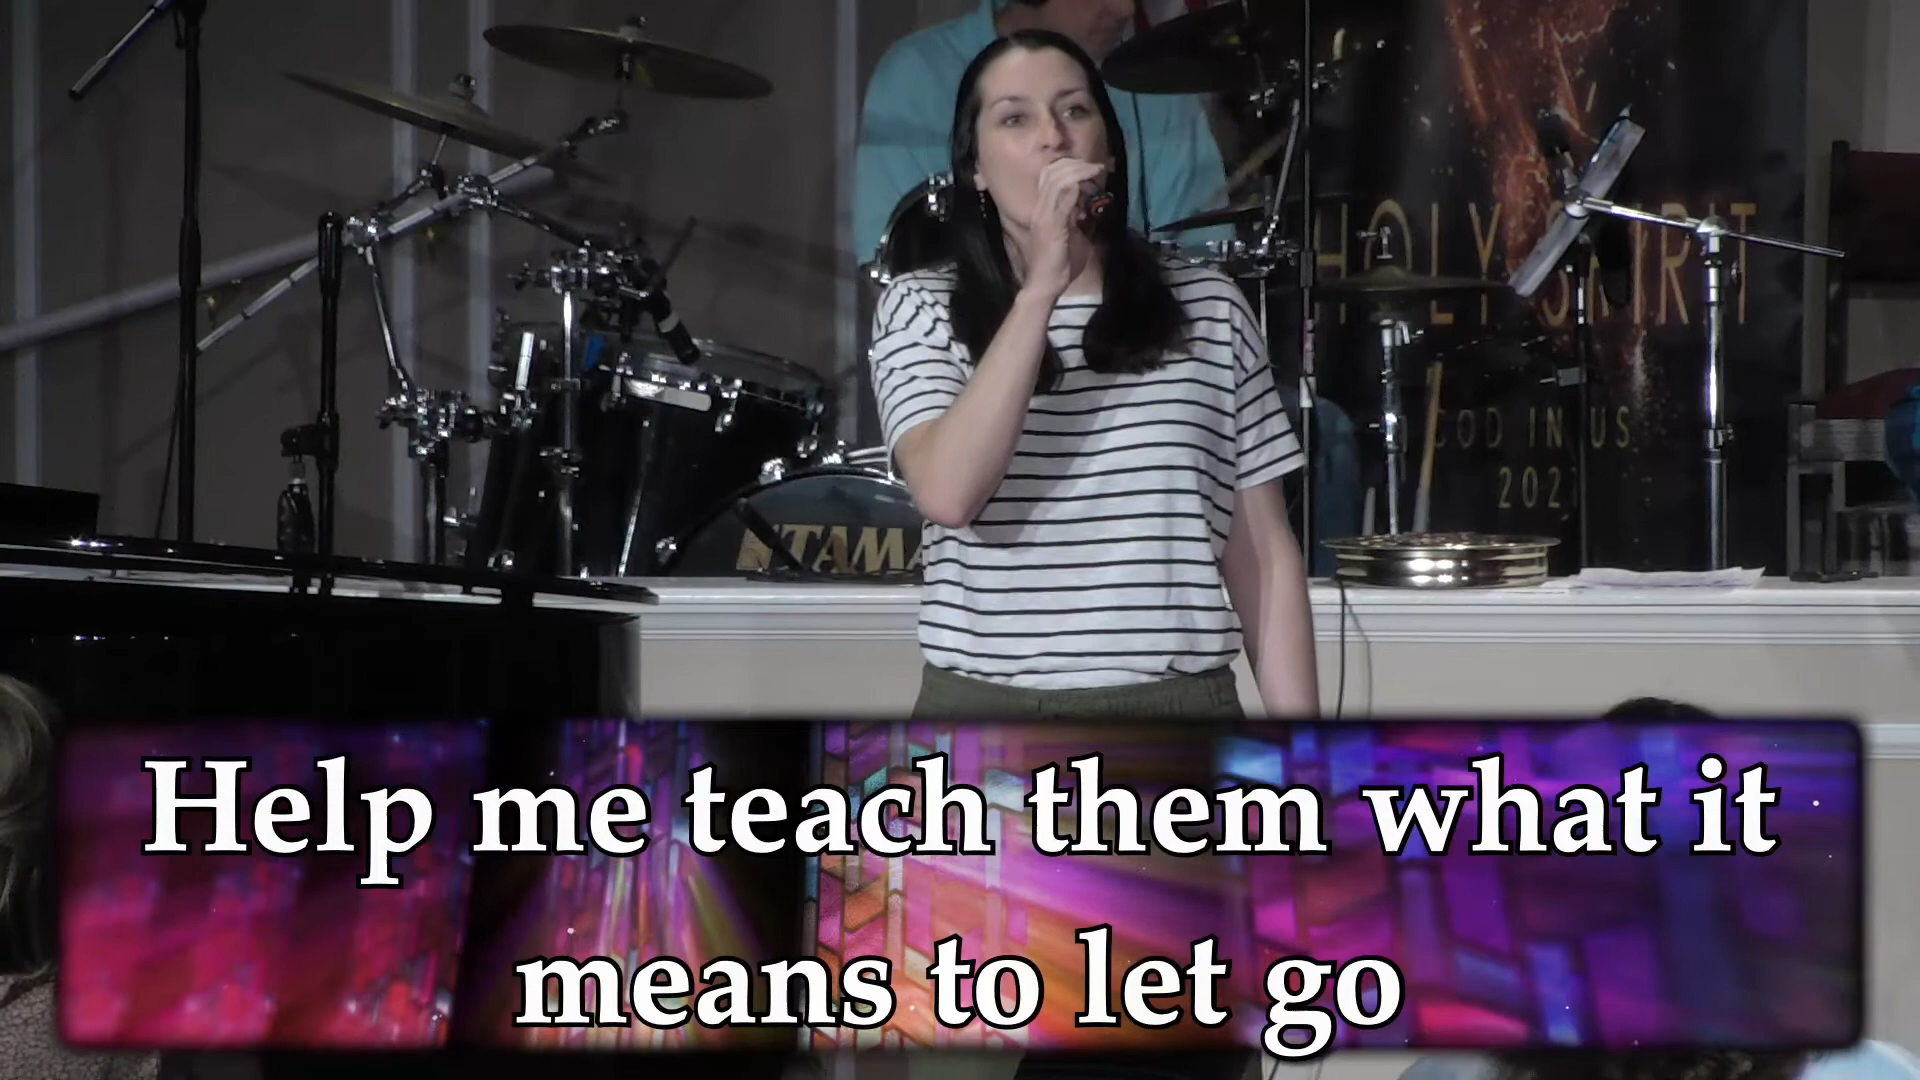 HOLY SPIRIT
GOD IN US
TAMA
Help me teach them what it
means to let go